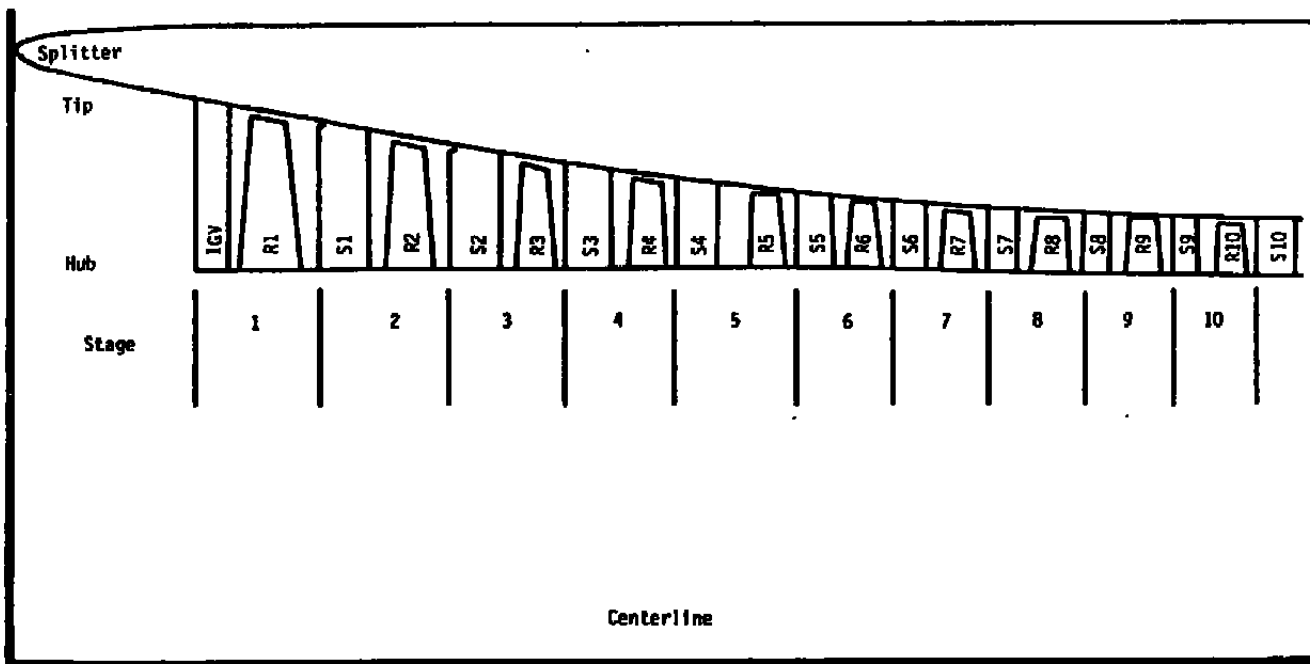 Splitter
Tip
IGV R1 S1 R2 S2 R3 S3 R4 S4 R5 S5 R6 S6 R7 S7 R8 S8 R9 S9 R10 S10
Hub
1 2 3 4 5 6 7 8 9 10
Stage
Centerline